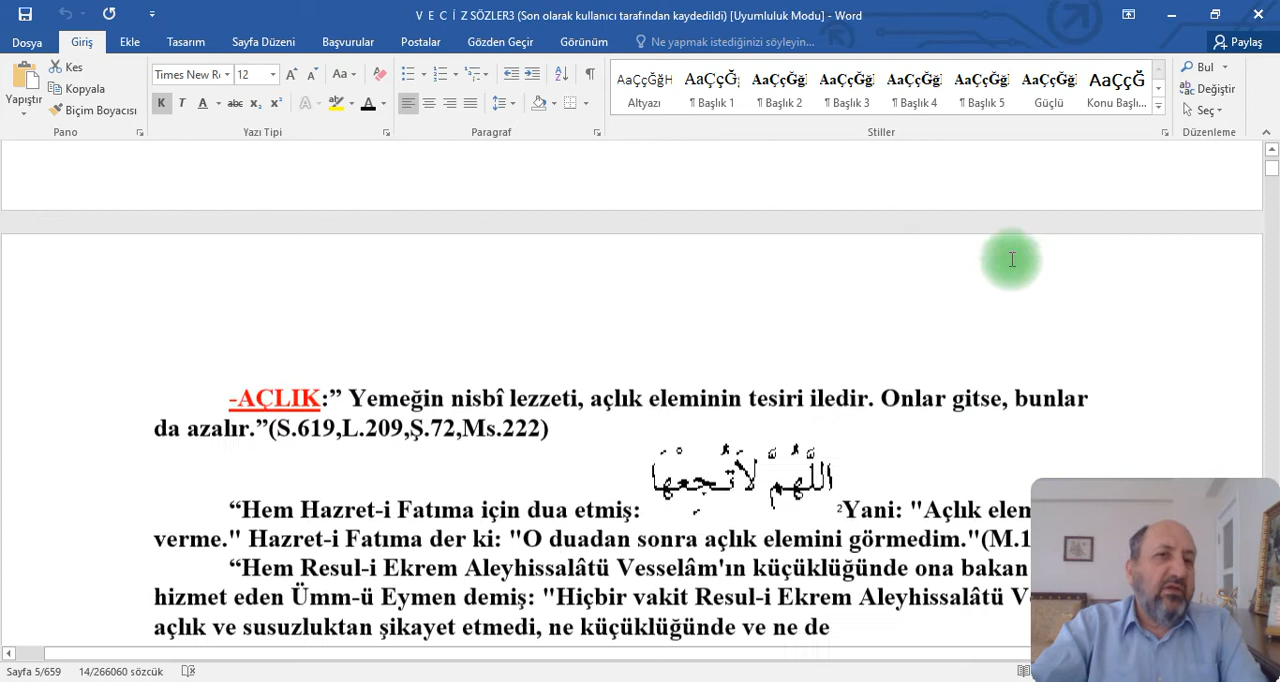 V E C İ Z SÖZLER3 (Son olarak kullanıcı tarafından kaydedildi) [Uyumluluk Modu] - Word
Dosya Giriş Ekle Tasarım Sayfa Düzeni Başvurular Postalar Gözden Geçir Görünüm Ne yapmak istediğinizi söyleyin... Paylaş
Yapıştır
Kes
Kopyala
Biçim Boyacısı
Pano
Times New R
12
Aa
K T A abc x₂ x²
A A
Yazı Tipi
Paragraf
AaÇçĞğH AaÇçĞ AaÇçĞğ AaÇçĞğ AaÇçĞğ AaÇçĞğ AaÇçĞğ AaÇçĞ
Altyazı ¶ Başlık 1 ¶ Başlık 2 ¶ Başlık 3 ¶ Başlık 4 ¶ Başlık 5 Güçlü Konu Başlı...
Stiller
Bul
Değiştir
Seç
Düzenleme
-AÇLIK:” Yemeğin nisbî lezzeti, açlık eleminin tesiri iledir. Onlar gitse, bunlar
da azalır.”(S.619,L.209,Ş.72,Ms.222)
“Hem Hazret-i Fatıma için dua etmiş: اللَّهُمَّ لاَ تُجِعْهَا ²Yani: "Açlık elem
verme." Hazret-i Fatıma der ki: "O duadan sonra açlık elemini görmedim."(M.1
“Hem Resul-i Ekrem Aleyhissalâtü Vesselâm'ın küçüklüğünde ona bakan
hizmet eden Ümm-ü Eymen demiş: "Hiçbir vakit Resul-i Ekrem Aleyhissalâtü V
açlık ve susuzluktan şikayet etmedi, ne küçüklüğünde ve ne de
Sayfa 5/659 14/266060 sözcük